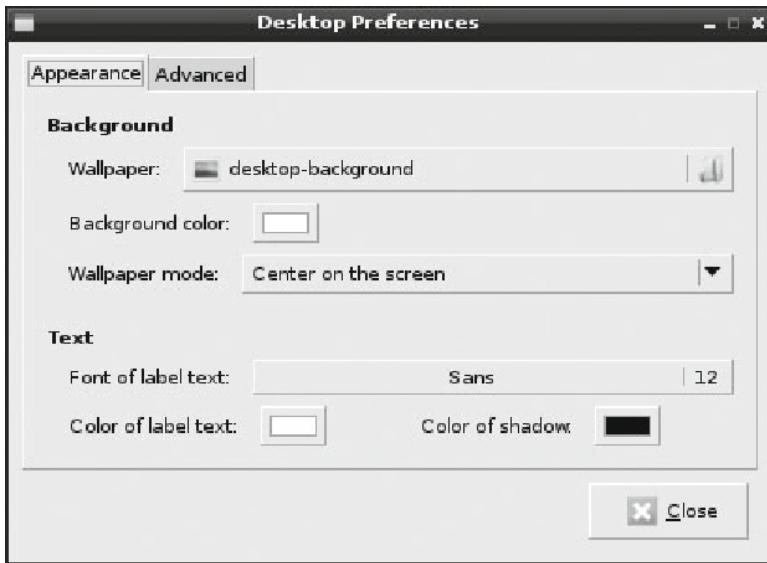 Desktop Preferences
Appearance Advanced
Background
Wallpaper: desktop-background
Background color:
Wallpaper mode: Center on the screen
Text
Font of label text: Sans 12
Color of label text: Color of shadow:
Close